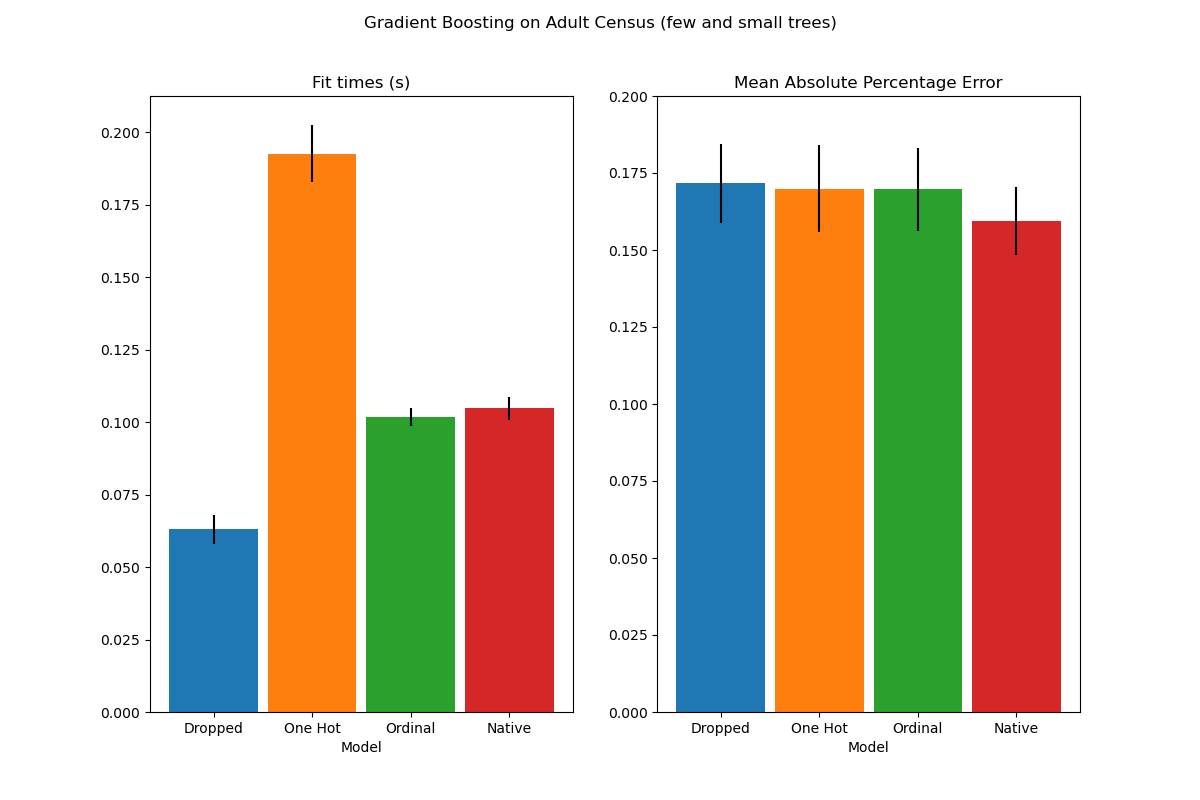 Gradient Boosting on Adult Census (few and small trees)
Fit times (s)
0.200
0.175
0.150
0.125
0.100
0.075
0.050
0.025
0.000
Dropped One Hot Ordinal Native
Model
Mean Absolute Percentage Error
0.200
0.175
0.150
0.125
0.100
0.075
0.050
0.025
0.000
Dropped One Hot Ordinal Native
Model